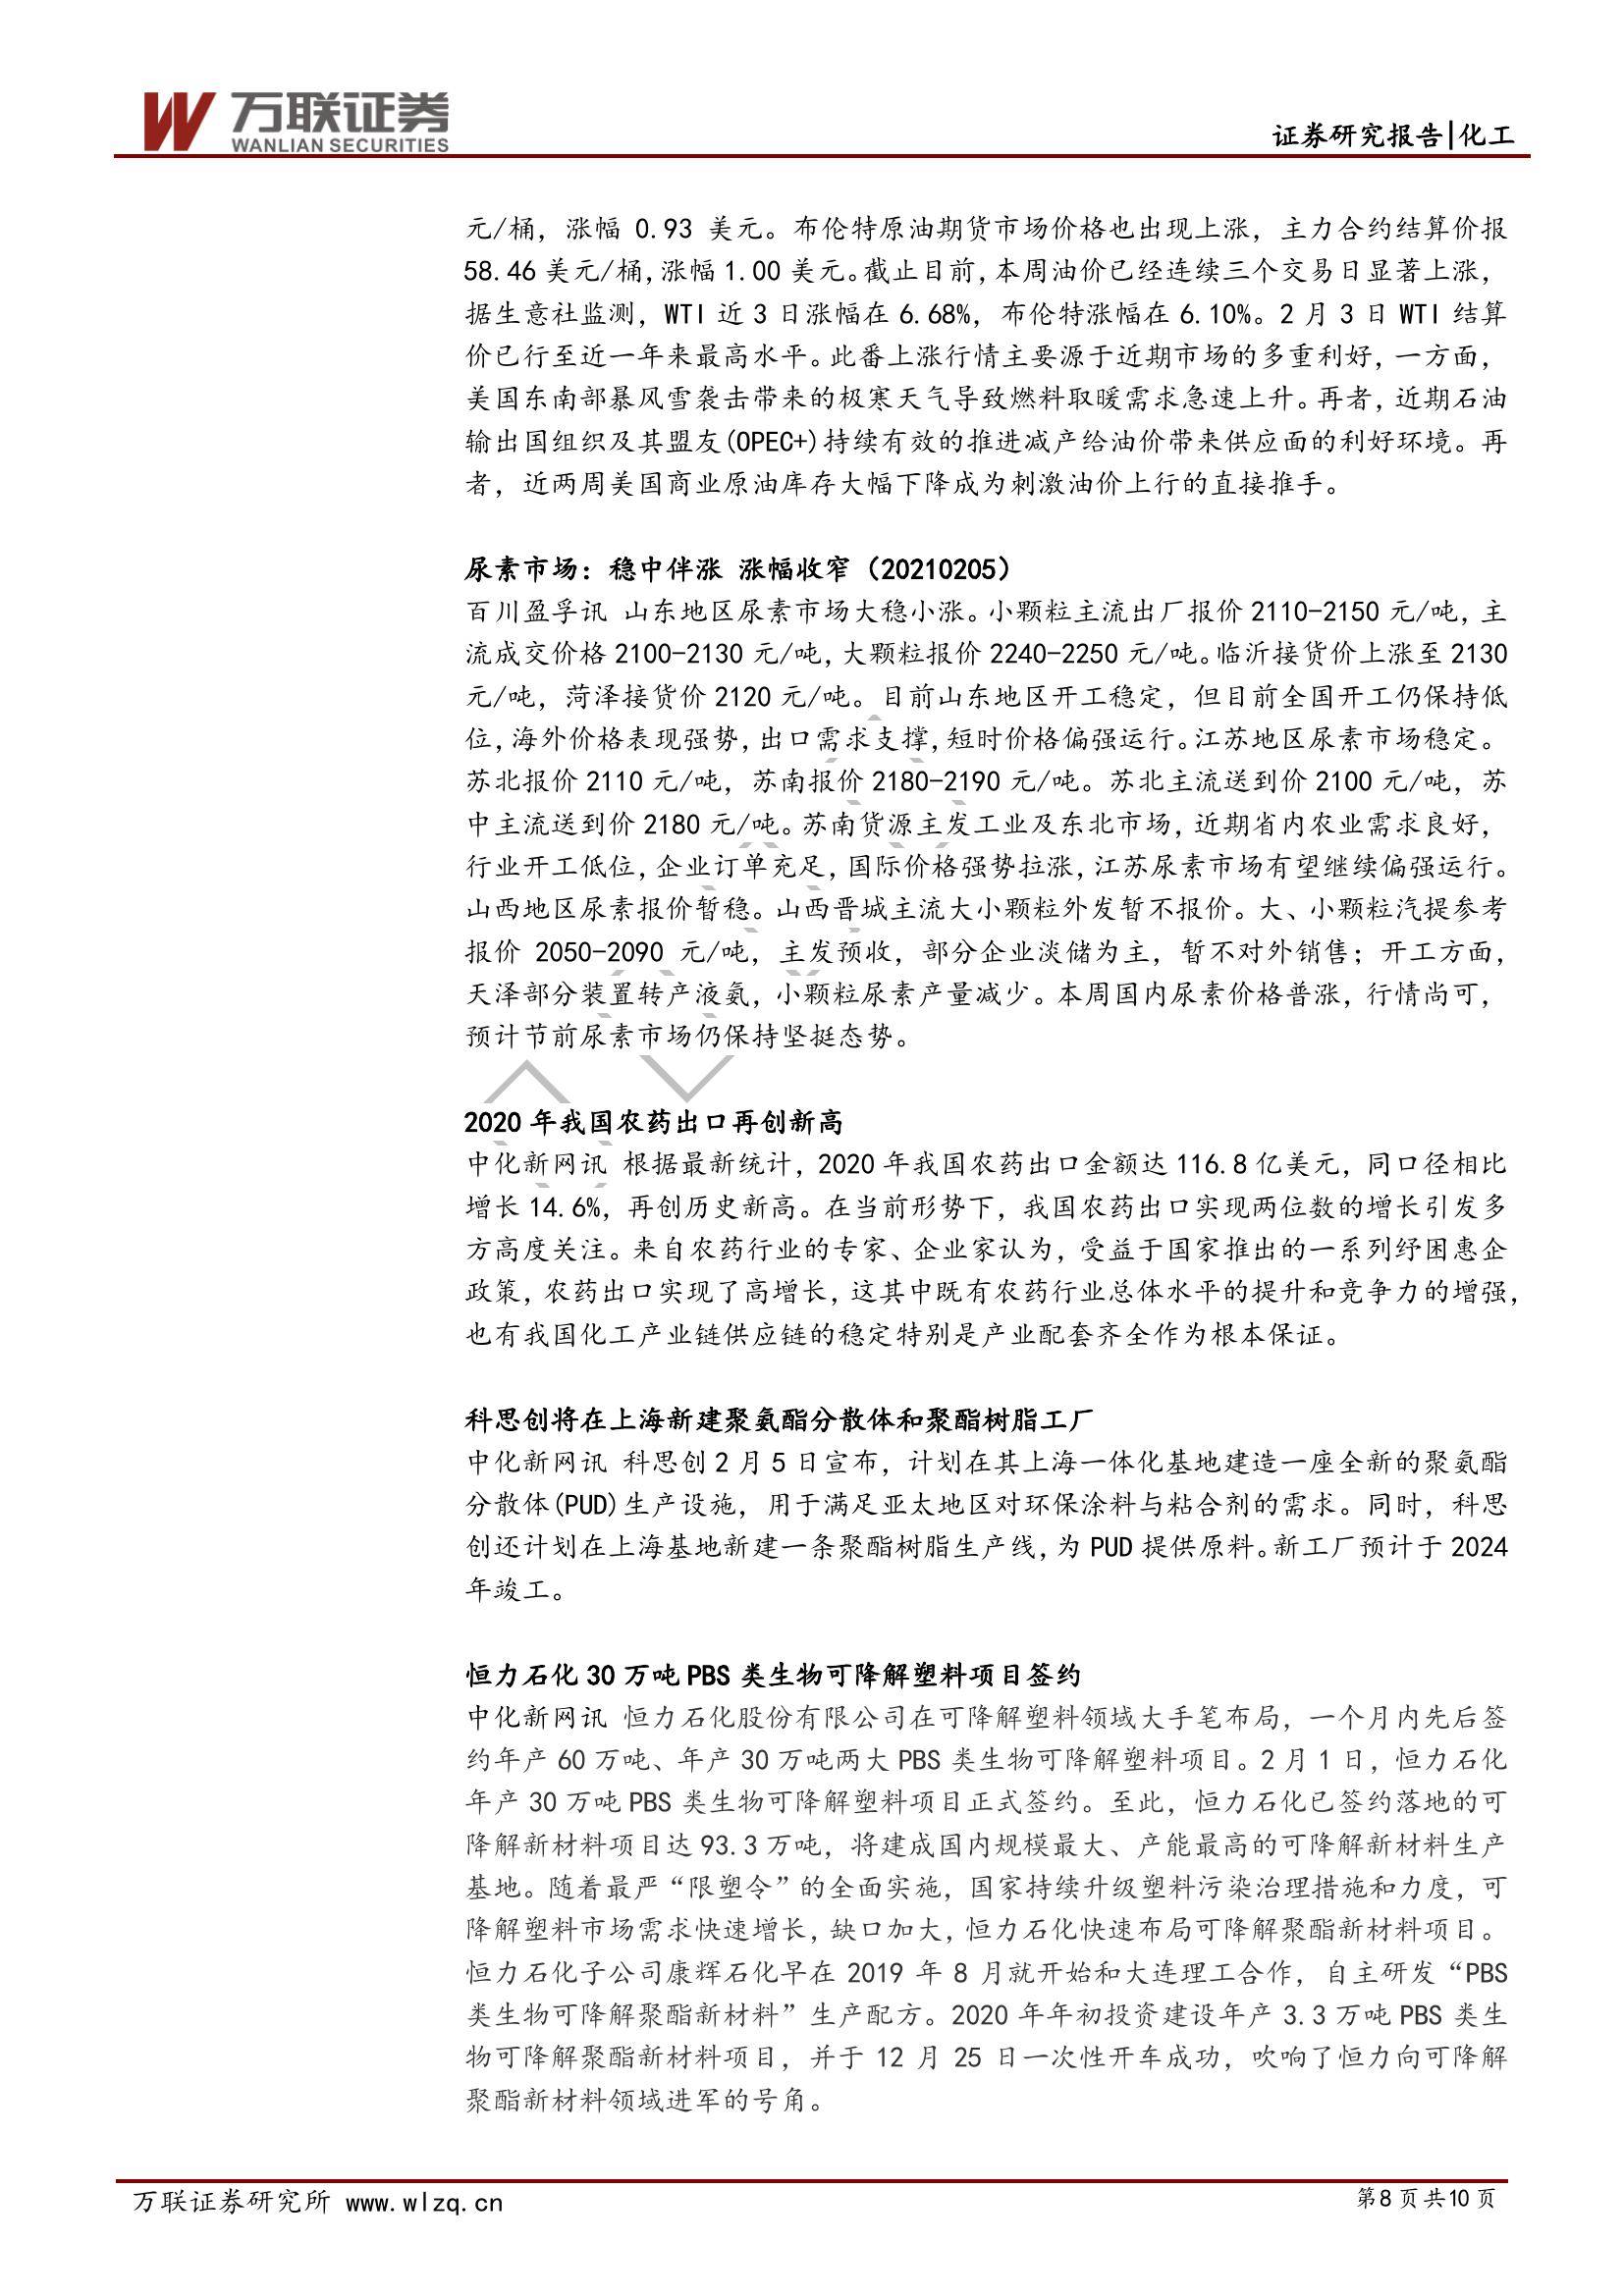 万联证券
WANLIAN SECURITIES
证券研究报告|化工
元/桶，涨幅 0.93 美元。布伦特原油期货市场价格也出现上涨，主力合约结算价报
58.46 美元/桶，涨幅 1.00 美元。截止目前，本周油价已经连续三个交易日显著上涨，
据生意社监测，WTI 近 3 日涨幅在 6.68%，布伦特涨幅在 6.10%。2 月 3 日 WTI 结算
价已行至近一年来最高水平。此番上涨行情主要源于近期市场的多重利好，一方面，
美国东南部暴风雪袭击带来的极寒天气导致燃料取暖需求急速上升。再者，近期石油
输出国组织及其盟友(OPEC+)持续有效的推进减产给油价带来供应面的利好环境。再
者，近两周美国商业原油库存大幅下降成为刺激油价上行的直接推手。
尿素市场：稳中伴涨 涨幅收窄（20210205）
百川盈孚讯 山东地区尿素市场大稳小涨。小颗粒主流出厂报价 2110-2150 元/吨，主
流成交价格 2100-2130 元/吨，大颗粒报价 2240-2250 元/吨。临沂接货价上涨至 2130
元/吨，菏泽接货价 2120 元/吨。目前山东地区开工稳定，但目前全国开工仍保持低
位，海外价格表现强势，出口需求支撑，短时价格偏强运行。江苏地区尿素市场稳定。
苏北报价 2110 元/吨，苏南报价 2180-2190 元/吨。苏北主流送到价 2100 元/吨，苏
中主流送到价 2180 元/吨。苏南货源主发工业及东北市场，近期省内农业需求良好，
行业开工低位，企业订单充足，国际价格强势拉涨，江苏尿素市场有望继续偏强运行。
山西地区尿素报价暂稳。山西晋城主流大小颗粒外发暂不报价。大、小颗粒汽提参考
报价 2050-2090 元/吨，主发预收，部分企业淡储为主，暂不对外销售；开工方面，
天泽部分装置转产液氨，小颗粒尿素产量减少。本周国内尿素价格普涨，行情尚可，
预计节前尿素市场仍保持坚挺态势。
2020 年我国农药出口再创新高
中化新网讯 根据最新统计，2020 年我国农药出口金额达 116.8 亿美元，同口径相比
增长 14.6%，再创历史新高。在当前形势下，我国农药出口实现两位数的增长引发多
方高度关注。来自农药行业的专家、企业家认为，受益于国家推出的一系列纾困惠企
政策，农药出口实现了高增长，这其中既有农药行业总体水平的提升和竞争力的增强，
也有我国化工产业链供应链的稳定特别是产业配套齐全作为根本保证。
科思创将在上海新建聚氨酯分散体和聚酯树脂工厂
中化新网讯 科思创 2 月 5 日宣布，计划在其上海一体化基地建造一座全新的聚氨酯
分散体(PUD)生产设施，用于满足亚太地区对环保涂料与粘合剂的需求。同时，科思
创还计划在上海基地新建一条聚酯树脂生产线，为 PUD 提供原料。新工厂预计于 2024
年竣工。
恒力石化 30 万吨 PBS 类生物可降解塑料项目签约
中化新网讯 恒力石化股份有限公司在可降解塑料领域大手笔布局，一个月内先后签
约年产 60 万吨、年产 30 万吨两大 PBS 类生物可降解塑料项目。2 月 1 日，恒力石化
年产 30 万吨 PBS 类生物可降解塑料项目正式签约。至此，恒力石化已签约落地的可
降解新材料项目达 93.3 万吨，将建成国内规模最大、产能最高的可降解新材料生产
基地。随着最严“限塑令”的全面实施，国家持续升级塑料污染治理措施和力度，可
降解塑料市场需求快速增长，缺口加大，恒力石化快速布局可降解聚酯新材料项目。
恒力石化子公司康辉石化早在 2019 年 8 月就开始和大连理工合作，自主研发“PBS
类生物可降解聚酯新材料”生产配方。2020 年年初投资建设年产 3.3 万吨 PBS 类生
物可降解聚酯新材料项目，并于 12 月 25 日一次性开车成功，吹响了恒力向可降解
聚酯新材料领域进军的号角。
万联证券研究所 www.wlzq.cn
第 8 页 共 10 页